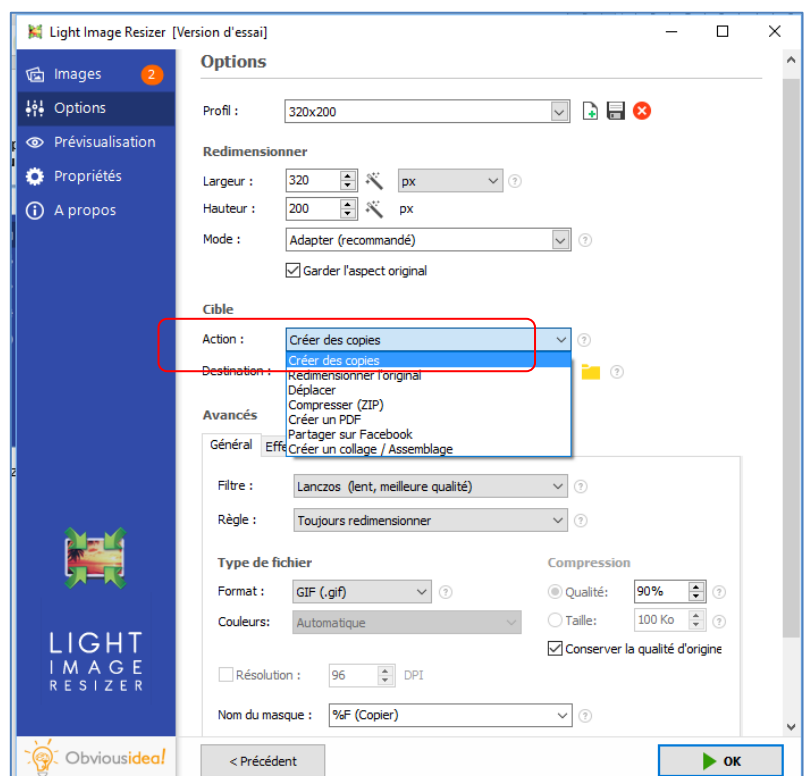 Light Image Resizer [Version d'essai]
Images 2
Options
Prévisualisation
Propriétés
A propos
LIGHT
IMAGE
RESIZER
Obviousidea!
Options
Profil : 320x200
Redimensionner
Largeur : 320 px
Hauteur : 200 px
Mode : Adapter (recommandé)
Garder l'aspect original
Cible
Action : Créer des copies
Destination :
Créer des copies
Redimensionner l'original
Déplacer
Compresser (ZIP)
Créer un PDF
Partager sur Facebook
Créer un collage / Assemblage
Avancés
Général Effe
Filtre : Lanczos (lent, meilleure qualité)
Règle : Toujours redimensionner
Type de fichier Compression
Format : GIF (.gif) Qualité: 90%
Couleurs: Automatique Taille: 100 Ko
Conserver la qualité d'origine
Résolution : 96 DPI
Nom du masque : %F (Copier)
< Précédent OK